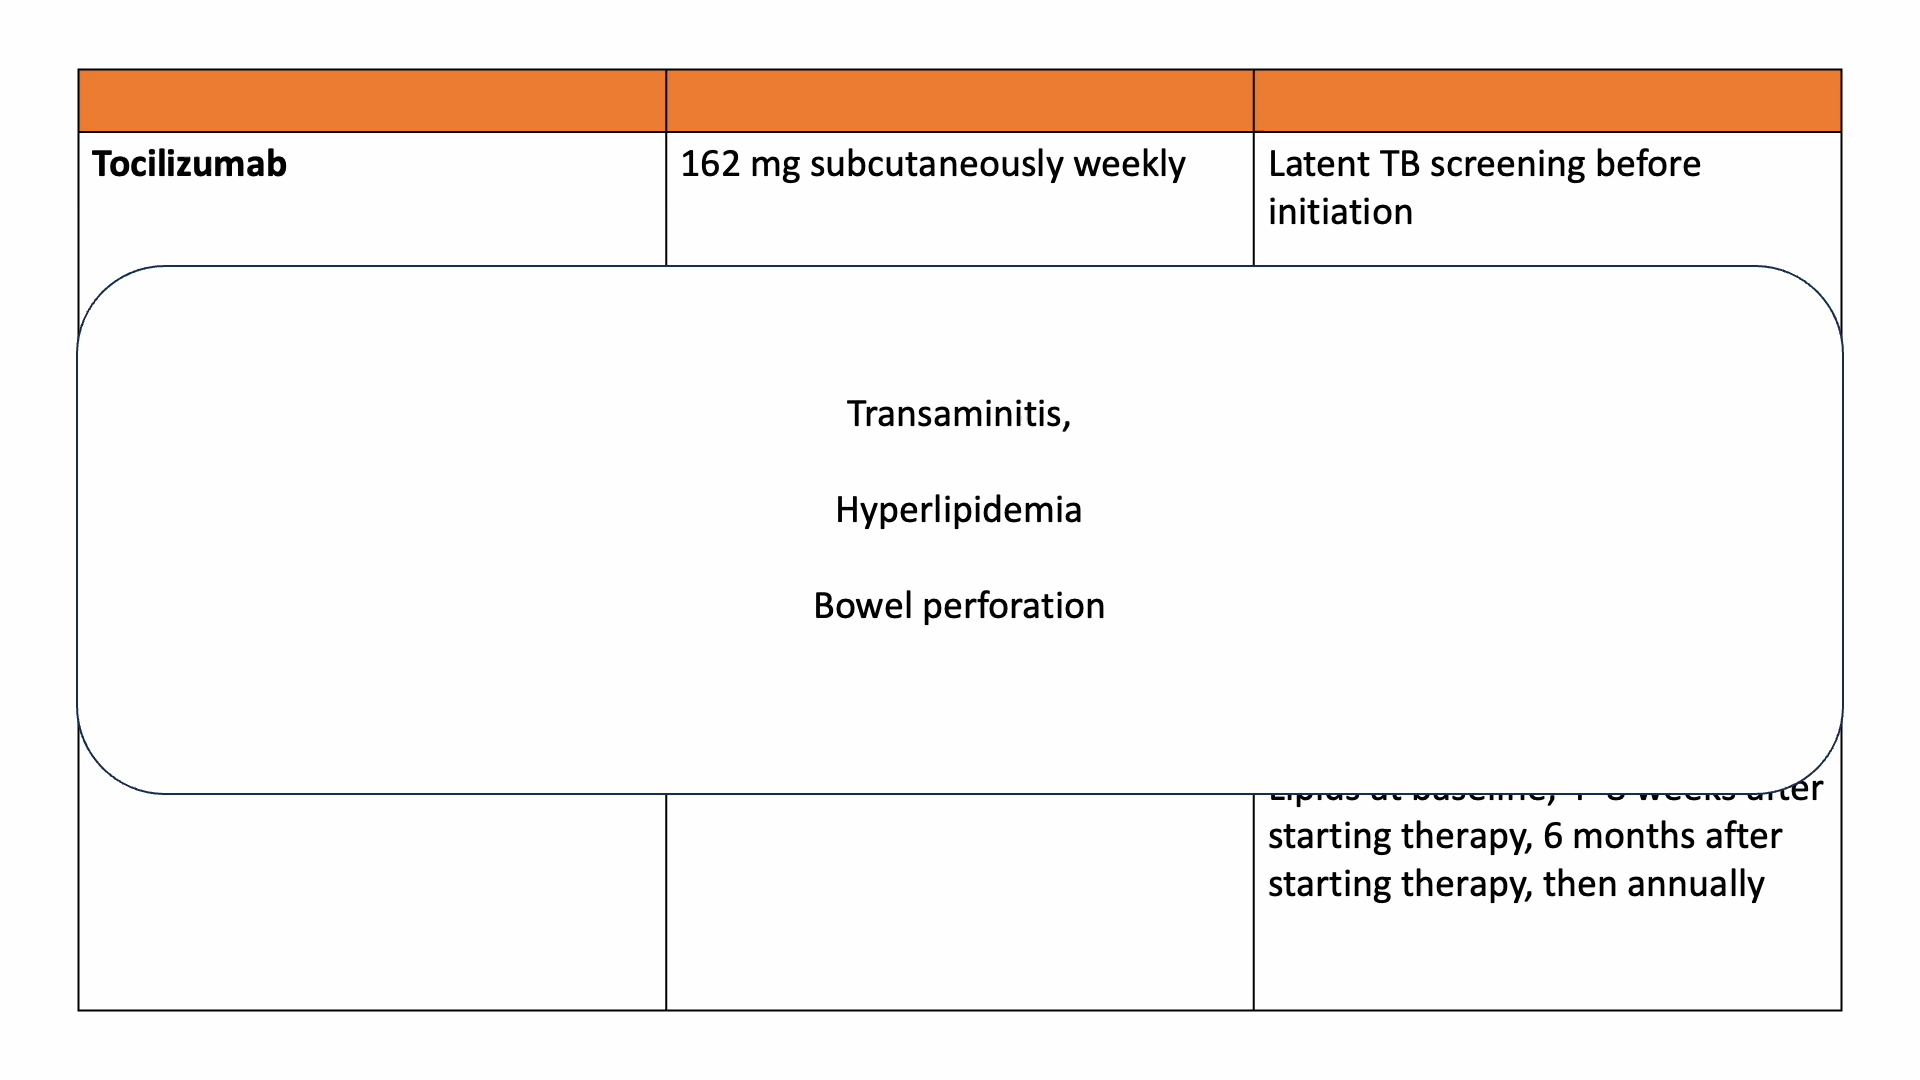 Tocilizumab
162 mg subcutaneously weekly
Latent TB screening before
initiation
Transaminitis,
Hyperlipidemia
Bowel perforation
after
starting therapy, 6 months after
starting therapy, then annually